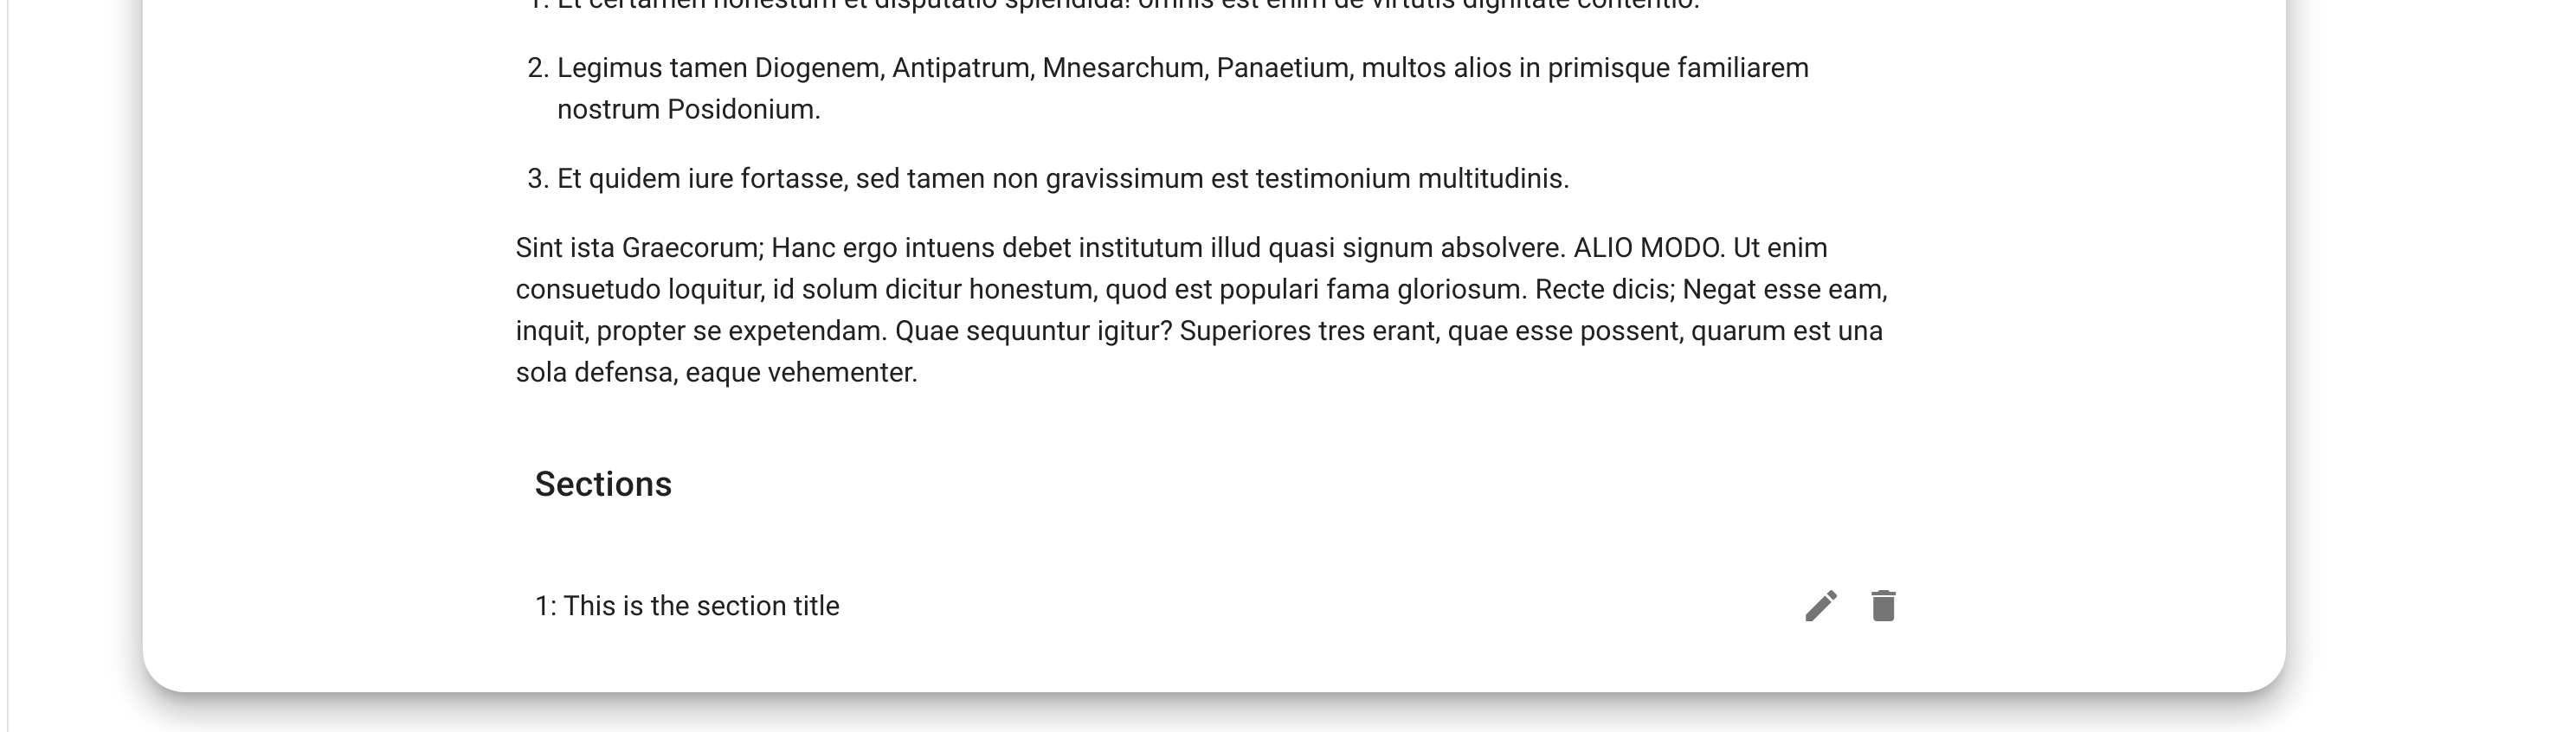 1. Et certamen honestum et disputatio splendida! omnis est enim de virtutis dignitate contentio.
2. Legimus tamen Diogenem, Antipatrum, Mnesarchum, Panaetium, multos alios in primisque familiarem
nostrum Posidonium.
3. Et quidem iure fortasse, sed tamen non gravissimum est testimonium multitudinis.
Sint ista Graecorum; Hanc ergo intuens debet institutum illud quasi signum absolvere. ALIO MODO. Ut enim
consuetudo loquitur, id solum dicitur honestum, quod est populari fama gloriosum. Recte dicis; Negat esse eam,
inquit, propter se expetendam. Quae sequuntur igitur? Superiores tres erant, quae esse possent, quarum est una
sola defensa, eaque vehementer.
Sections
1: This is the section title